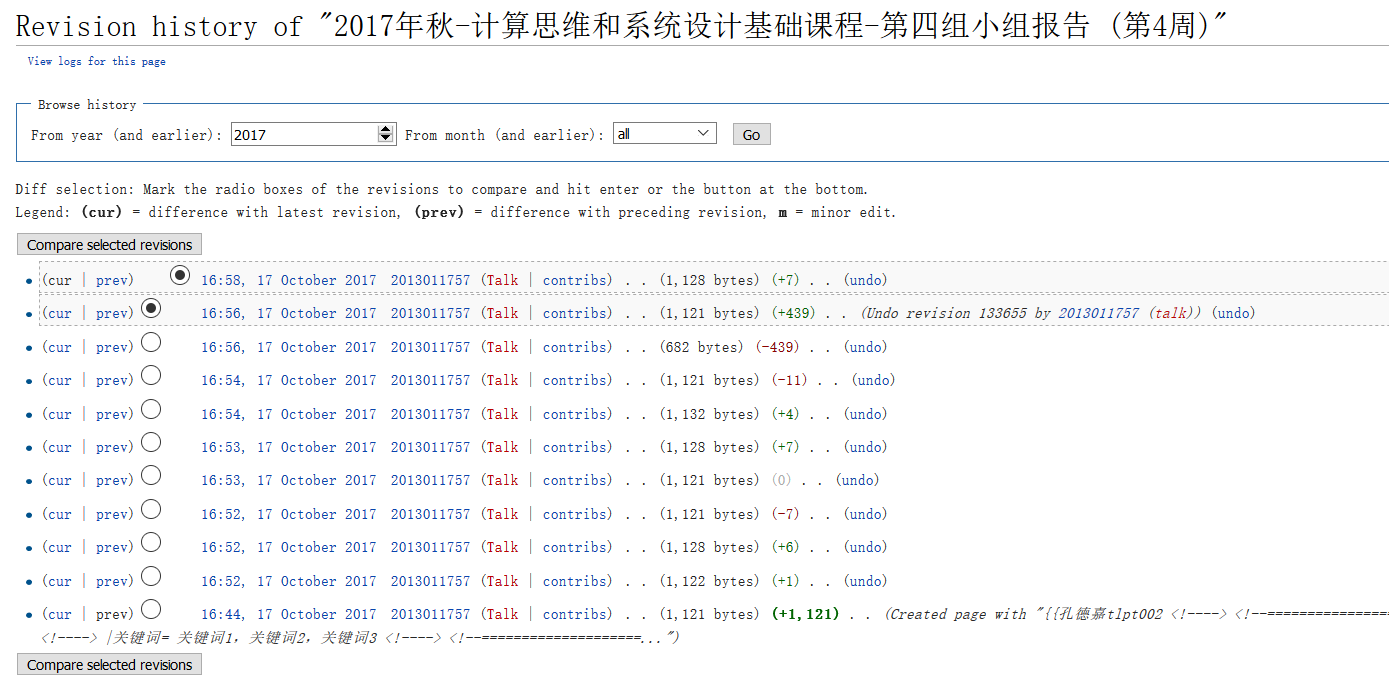 Revision history of "2017年秋-计算思维和系统设计基础课程-第四组小组报告 (第4周)"
View logs for this page
Browse history
From year (and earlier): 2017 From month (and earlier): all Go
Diff selection: Mark the radio boxes of the revisions to compare and hit enter or the button at the bottom.
Legend: (cur) = difference with latest revision, (prev) = difference with preceding revision, m = minor edit.
Compare selected revisions
(cur | prev) 16:58, 17 October 2017 2013011757 (Talk | contribs) . . (1,128 bytes) (+7) . . (undo)
(cur | prev) 16:56, 17 October 2017 2013011757 (Talk | contribs) . . (1,121 bytes) (+439) . . (Undo revision 133655 by 2013011757 (talk)) (undo)
(cur | prev) 16:56, 17 October 2017 2013011757 (Talk | contribs) . . (682 bytes) (-439) . . (undo)
(cur | prev) 16:54, 17 October 2017 2013011757 (Talk | contribs) . . (1,121 bytes) (-11) . . (undo)
(cur | prev) 16:54, 17 October 2017 2013011757 (Talk | contribs) . . (1,132 bytes) (+4) . . (undo)
(cur | prev) 16:53, 17 October 2017 2013011757 (Talk | contribs) . . (1,128 bytes) (+7) . . (undo)
(cur | prev) 16:53, 17 October 2017 2013011757 (Talk | contribs) . . (1,121 bytes) (0) . . (undo)
(cur | prev) 16:52, 17 October 2017 2013011757 (Talk | contribs) . . (1,121 bytes) (-7) . . (undo)
(cur | prev) 16:52, 17 October 2017 2013011757 (Talk | contribs) . . (1,128 bytes) (+6) . . (undo)
(cur | prev) 16:52, 17 October 2017 2013011757 (Talk | contribs) . . (1,122 bytes) (+1) . . (undo)
(cur | prev) 16:44, 17 October 2017 2013011757 (Talk | contribs) . . (1,121 bytes) (+1,121) . . (Created page with "{{孔德嘉tlpt002 <!----> <!--===============
<!----> |关键词= 关键词1, 关键词2, 关键词3 <!----> <!--====================...")
Compare selected revisions